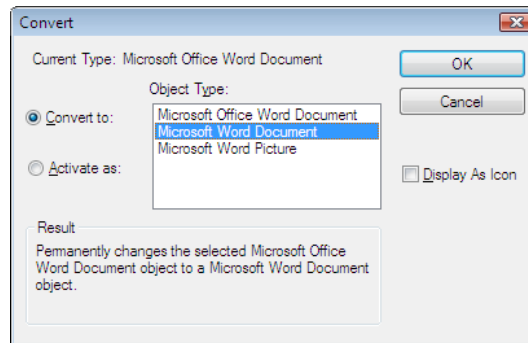 Convert
Current Type: Microsoft Office Word Document
OK
Cancel
Object Type:
Convert to:
Microsoft Office Word Document
Microsoft Word Document
Microsoft Word Picture
Activate as:
Display As Icon
Result
Permanently changes the selected Microsoft Office
Word Document object to a Microsoft Word Document
object.